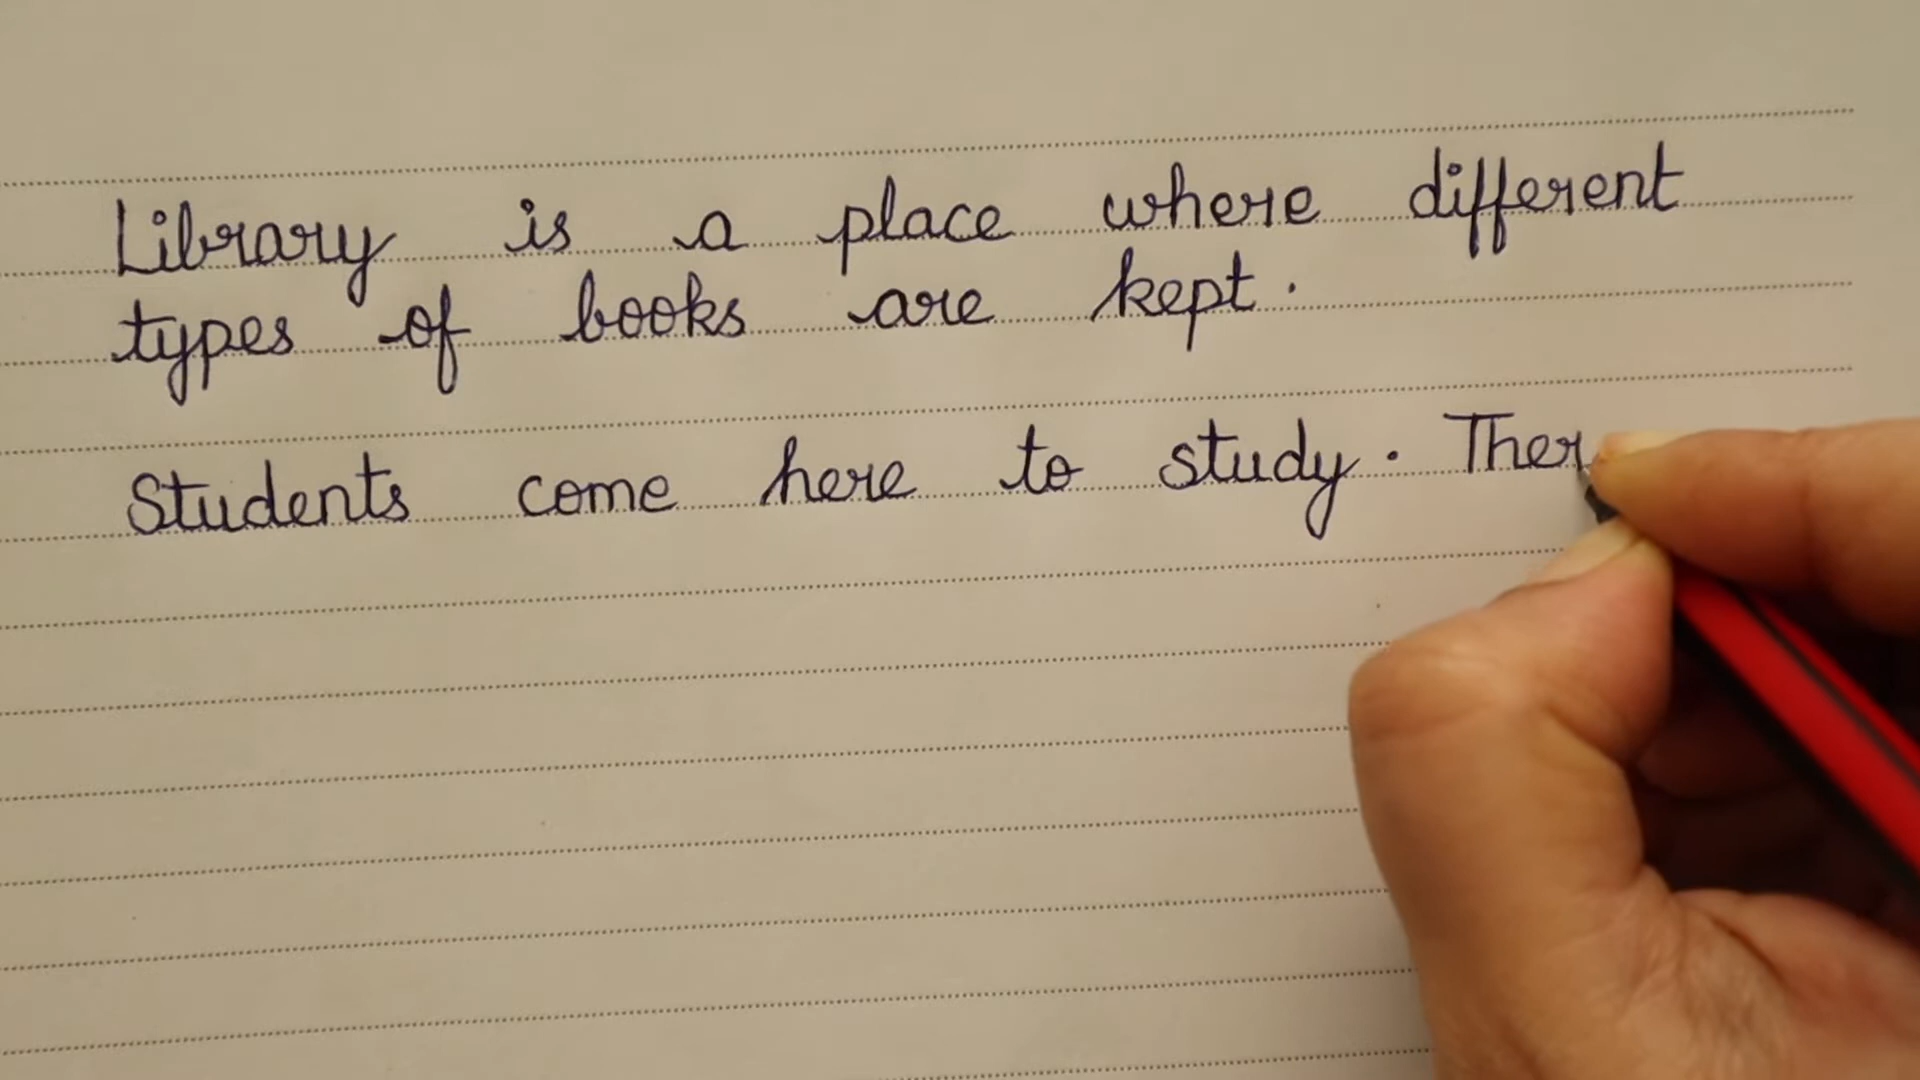 Library is a place where different
types of books are kept.
Students come here to study. Ther